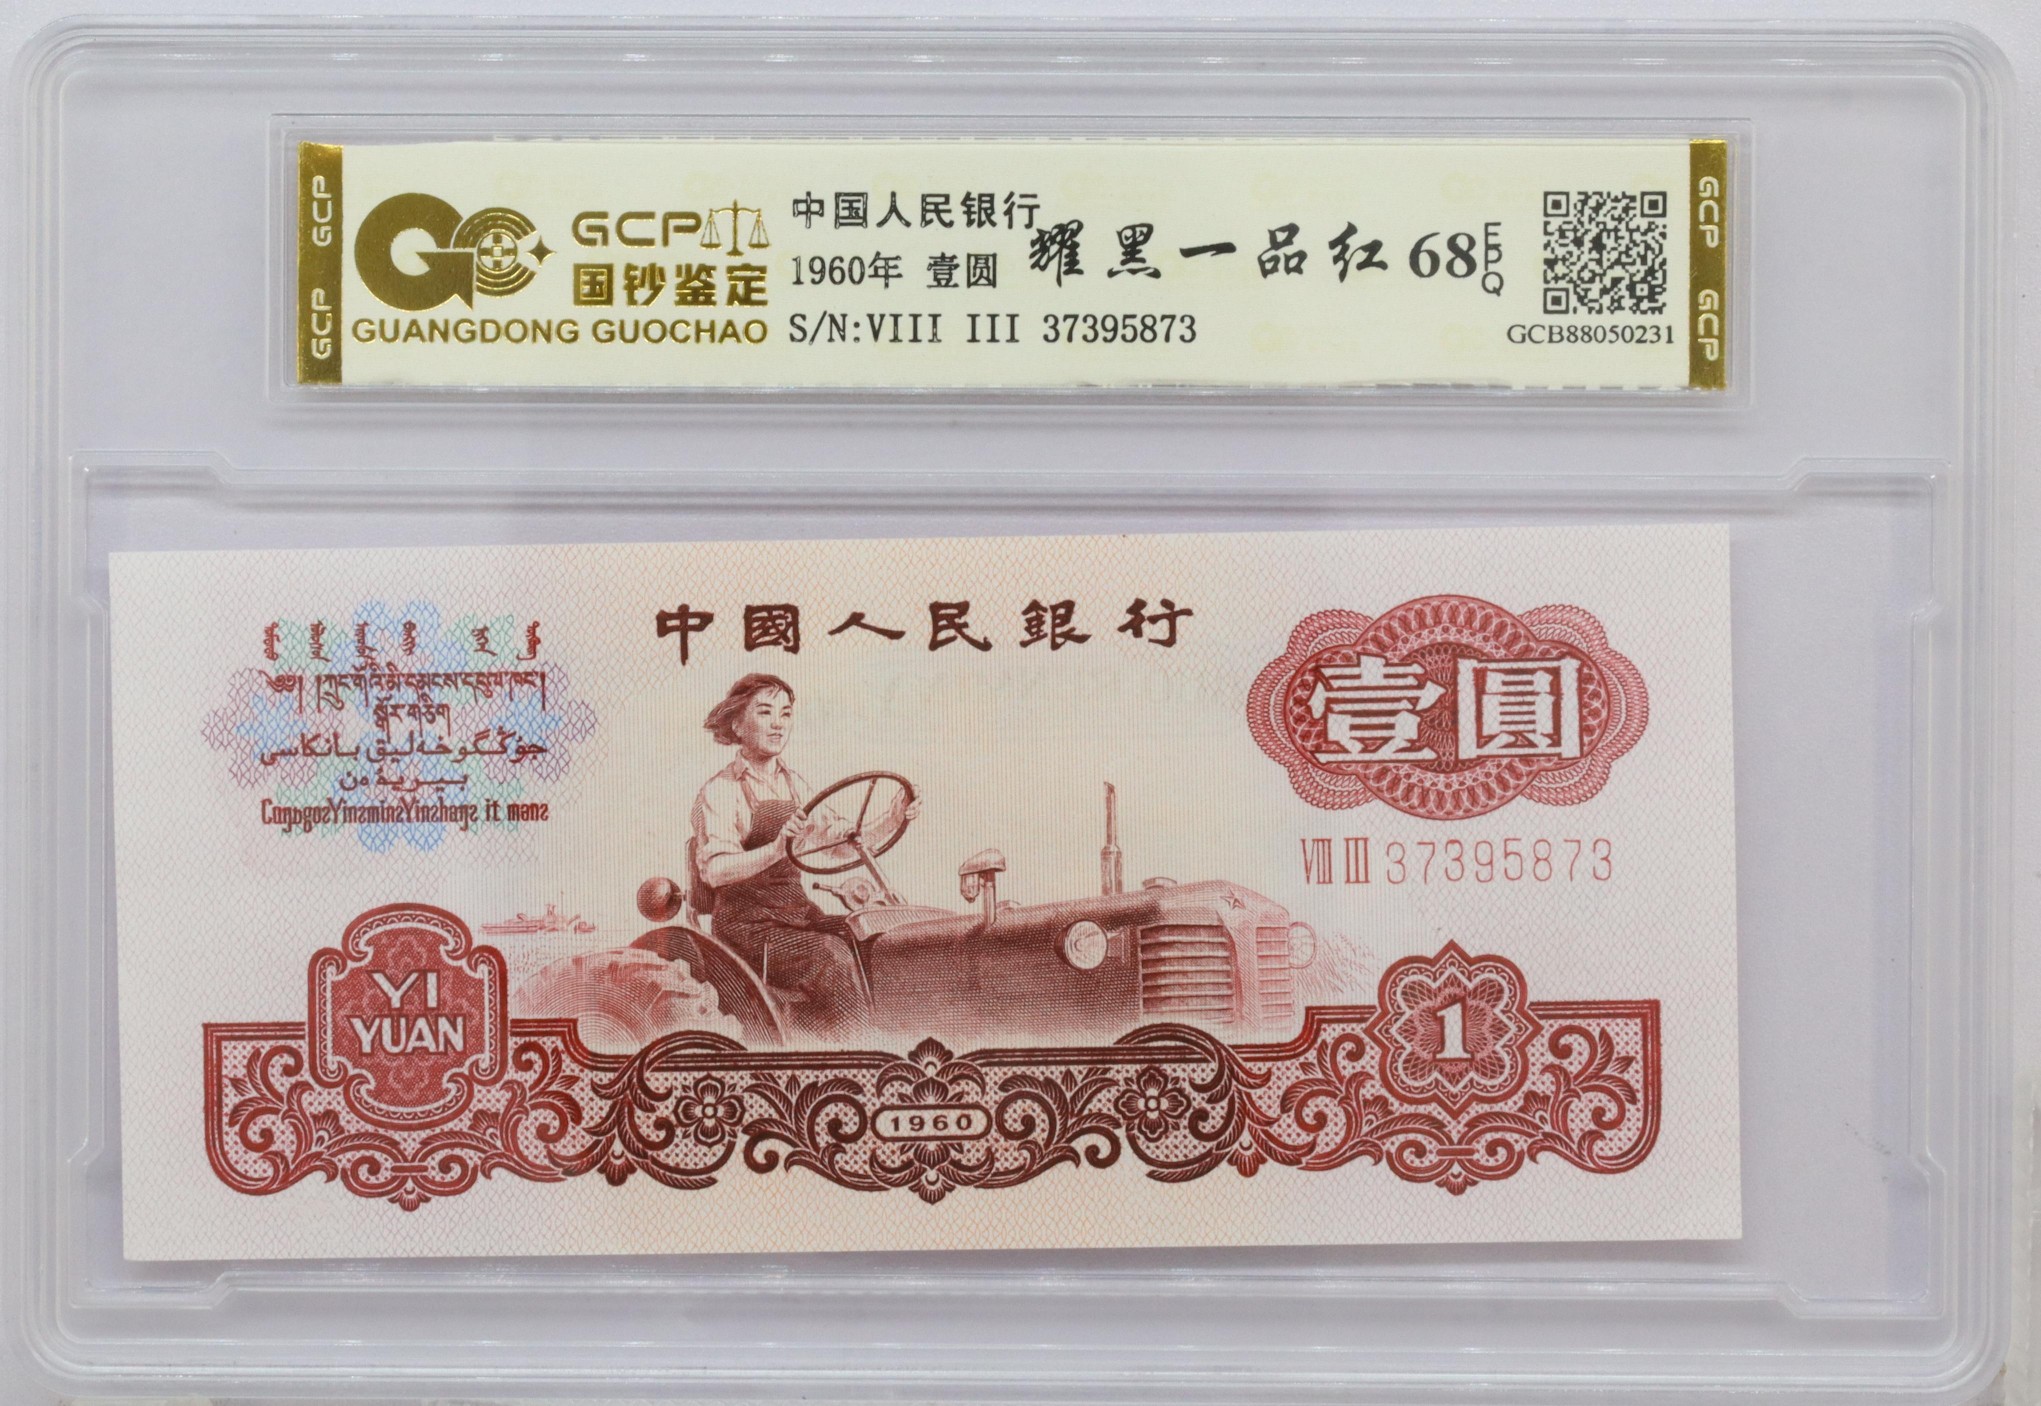 GCP GCP
GCP
国钞鉴定
GUANGDONG GUOCHAO
中国人民银行
1960年 壹圆
耀黑一品红 68 EPQ
S/N:VIII III 37395873
GCB88050231
GCP GCP
中國人民銀行
壹圓
VIII III 37395873
YI
YUAN
1960
1